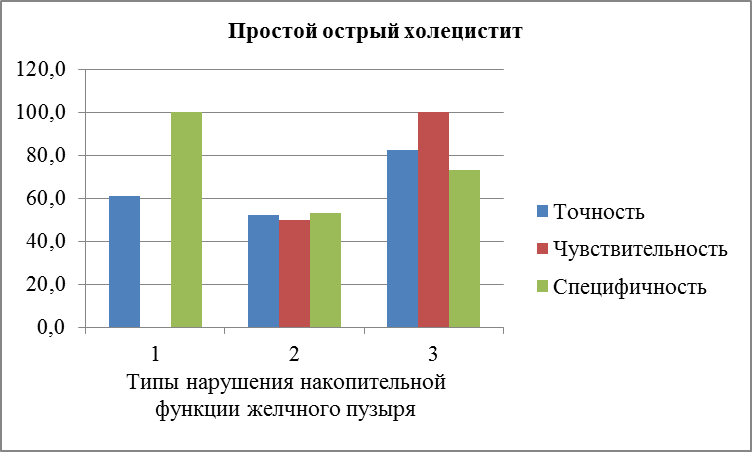 Простой острый холецистит
120,0
100,0
80,0
60,0
40,0
20,0
0,0
1 2 3
Типы нарушения накопительной
функции желчного пузыря
Точность
Чувствительность
Специфичность